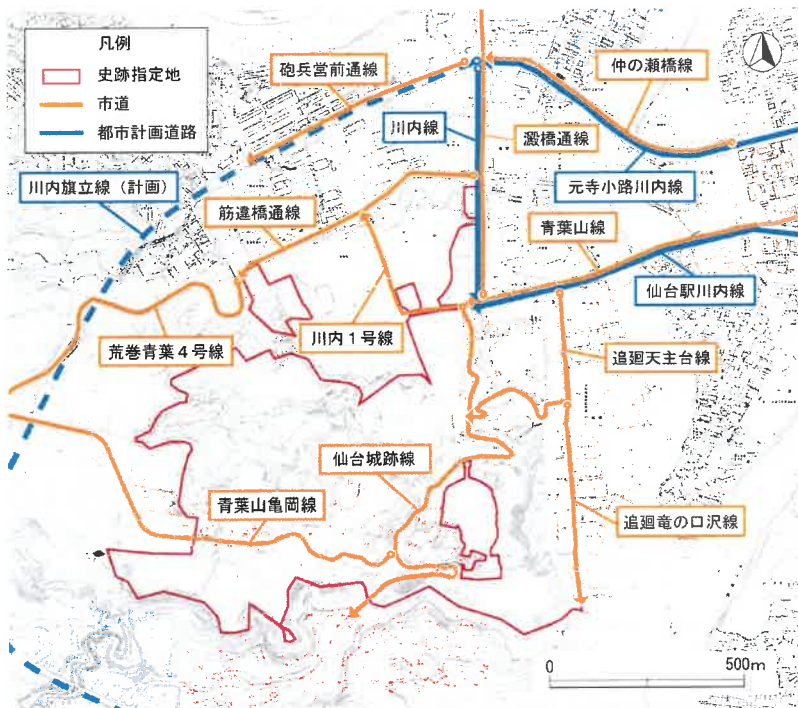 凡例
史跡指定地
市道
都市計画道路
砲兵営前通線
仲の瀬橋線
川内線
澱橋通線
川内旗立線（計画）
元寺小路川内線
筋違橋通線
青葉山線
仙台駅川内線
荒巻青葉４号線
川内１号線
追廻天主台線
仙台城跡線
青葉山亀岡線
追廻竜の口沢線
0
500m